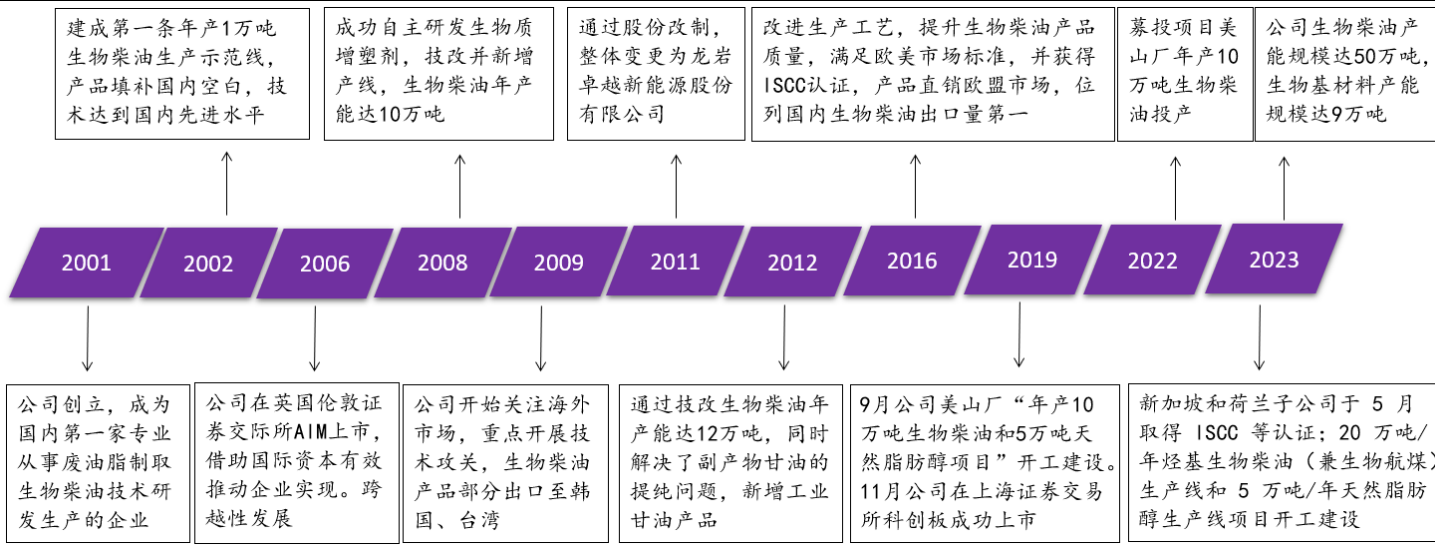 建成第一条年产1万吨
生物柴油生产示范线，
产品填补国内空白，技
术达到国内先进水平
成功自主研发生物质
增塑剂，技改并新增
产线，生物柴油年产
能达10万吨
通过股份改制，
整体变更为龙岩
卓越新能源股份
有限公司
改进生产工艺，提升生物柴油产品
质量，满足欧美市场标准，并获得
ISCC认证，产品直销欧盟市场，位
列国内生物柴油出口量第一
募投项目美
山厂年产10
万吨生物柴
油投产
公司生物柴油产
能规模达50万吨，
生物基材料产能
规模达9万吨
2001
2002
2006
2008
2009
2011
2012
2016
2019
2022
2023
公司创立，成为
国内第一家专业
从事废油脂制取
生物柴油技术研
发生产的企业
公司在英国伦敦证
券交际所AIM上市，
借助国际资本有效
推动企业实现。跨
越性发展
公司开始关注海外
市场，重点开展技
术攻关，生物柴油
产品部分出口至韩
国、台湾
通过技改生物柴油年
产能达12万吨，同时
解决了副产物甘油的
提纯问题，新增工业
甘油产品
9月公司美山厂“年产10
万吨生物柴油和5万吨天
然脂肪醇项目”开工建设。
11月公司在上海证券交易
所科创板成功上市
新加坡和荷兰子公司于 5 月
取得 ISCC 等认证；20 万吨/
年烃基生物柴油（兼生物航煤）
生产线和 5 万吨/年天然脂肪
醇生产线项目开工建设